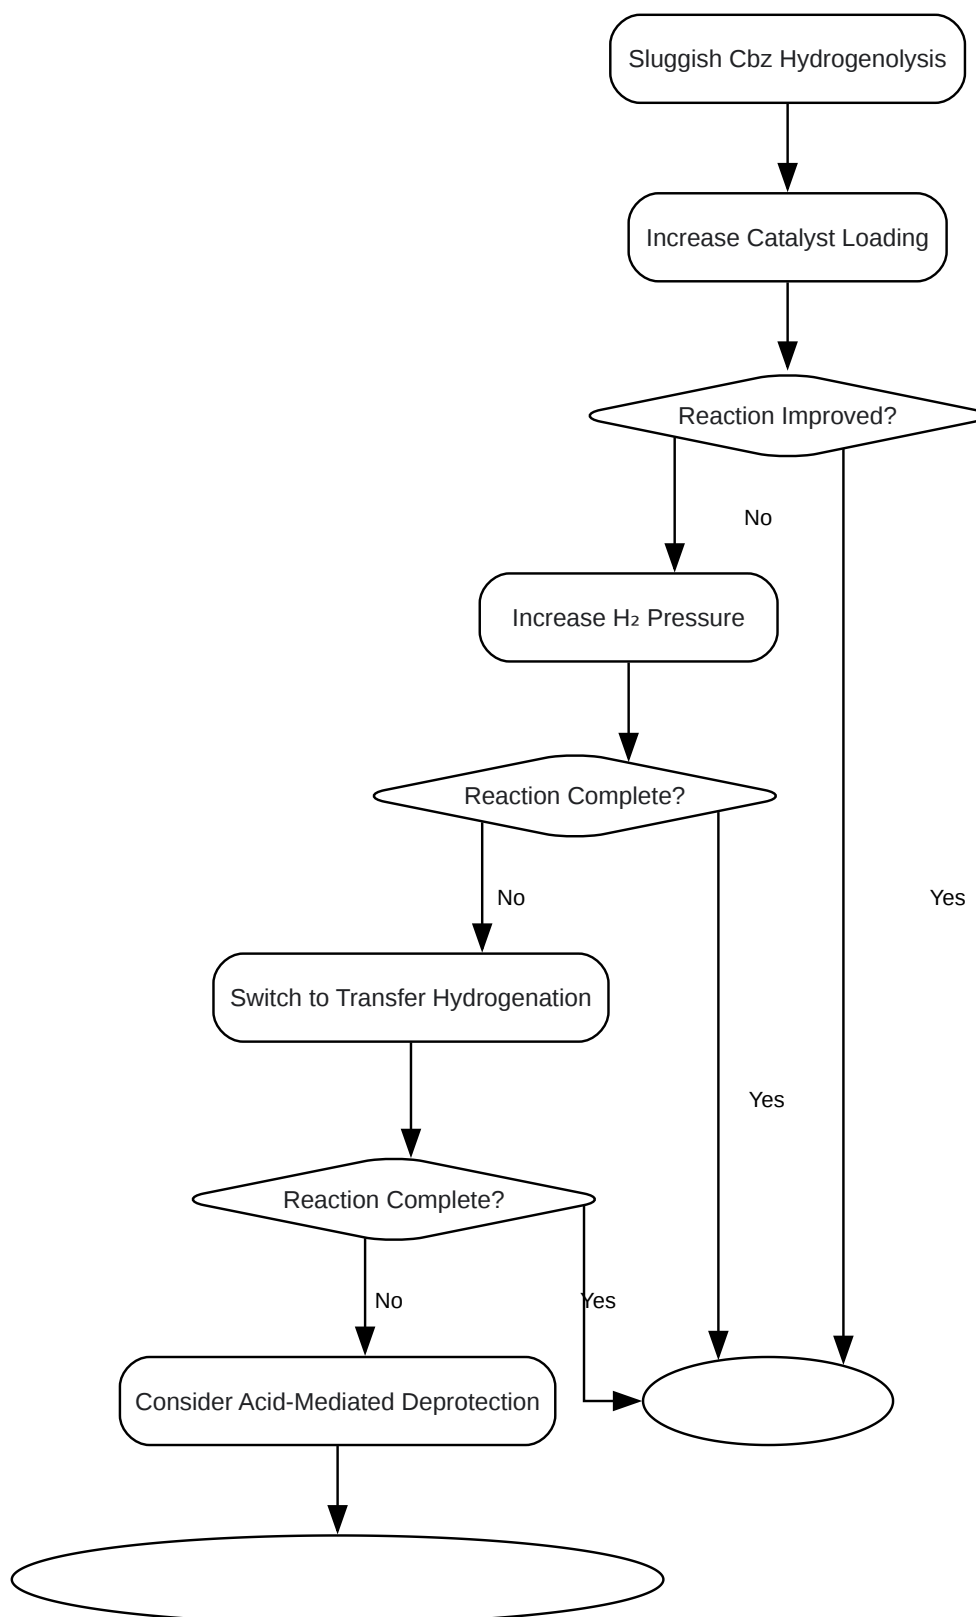 Sluggish Cbz Hydrogenolysis
Increase Catalyst Loading
Reaction Improved?
No
Increase H₂ Pressure
Reaction Complete?
No
Yes
Switch to Transfer Hydrogenation
Yes
Reaction Complete?
No
Yes
Consider Acid-Mediated Deprotection